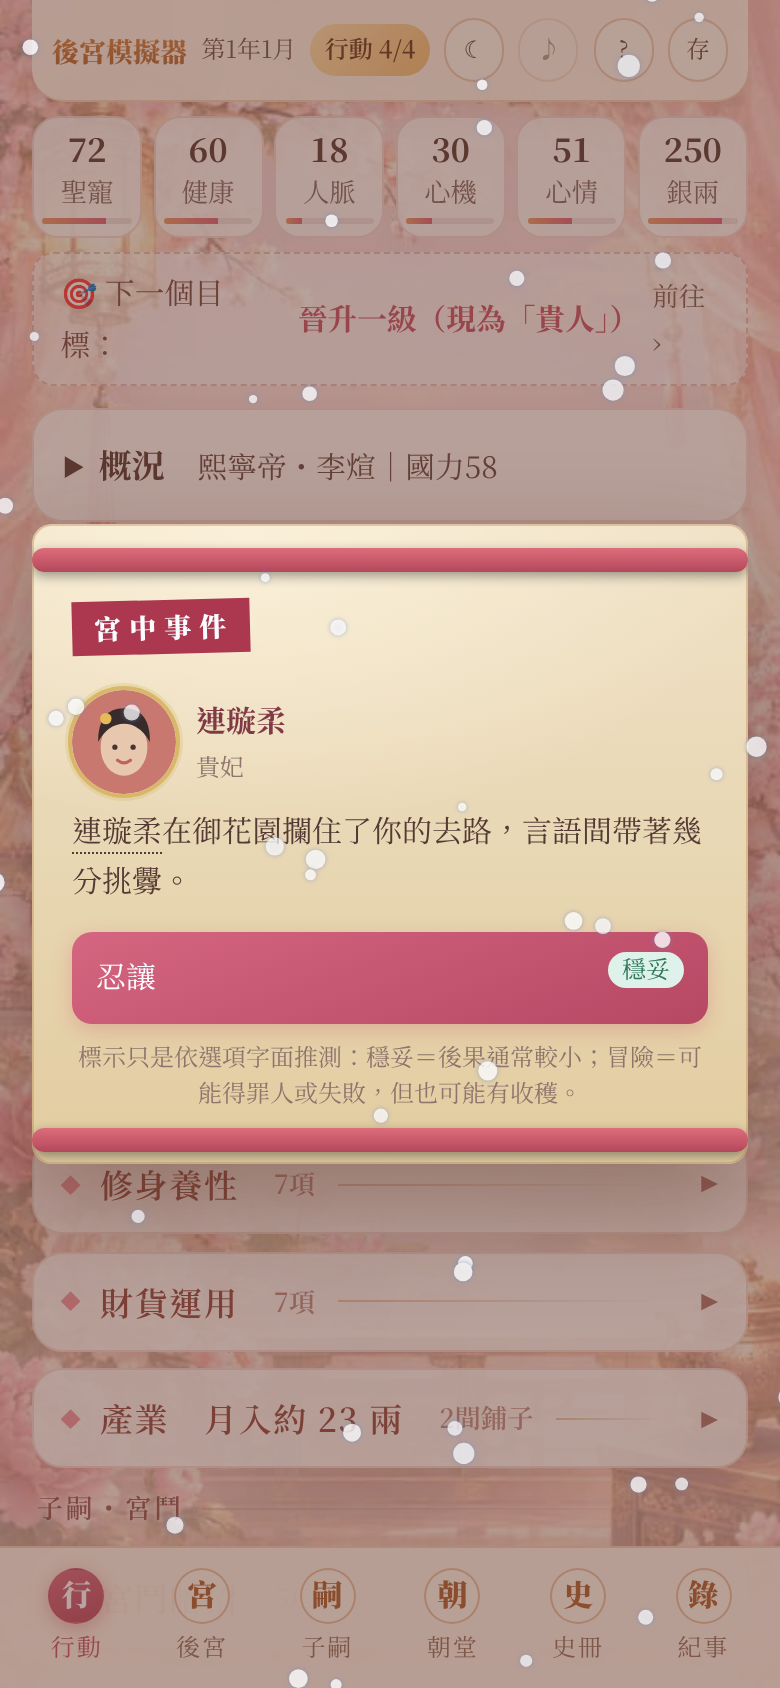 後宮模擬器 第1年1月 行動 4/4 ☾ ♪ ? 存
72 60 18 30 51 250
聖寵 健康 人脈 心機 心情 銀兩
🎯 下一個目標： 晉升一級（現為「貴人」） 前往 ›
▶ 概況 熙寧帝・李煊｜國力58
宮中事件
連璇柔
貴妃
連璇柔在御花園攔住了你的去路，言語間帶著幾
分挑釁。
忍讓 穩妥
標示只是依選項字面推測：穩妥＝後果通常較小；冒險＝可
能得罪人或失敗，但也可能有收穫。
◆ 修身養性 7項 ▶
◆ 財貨運用 7項 ▶
◆ 產業 月入約 23 兩 2間鋪子 ▶
子嗣・宮鬥
行 宮 嗣 朝 史 錄
行動 後宮 子嗣 朝堂 史冊 紀事